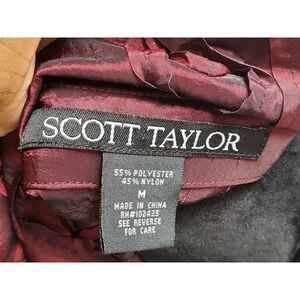 SCOTT TAYLOR
55% POLYESTER
45% NYLON
M
MADE IN CHINA
RN#102425
SEE REVERSE
FOR CARE